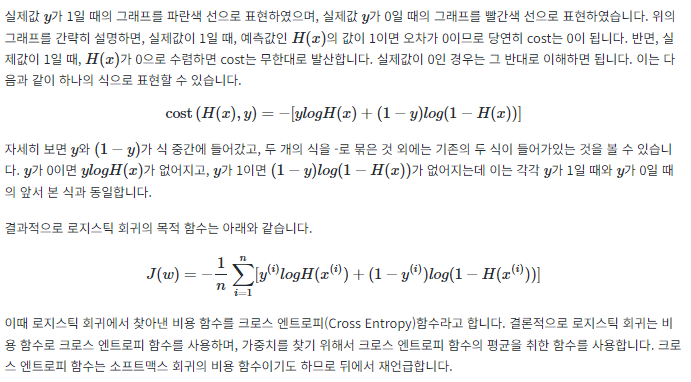 실제값 y가 1일 때의 그래프를 파란색 선으로 표현하였으며, 실제값 y가 0일 때의 그래프를 빨간색 선으로 표현하였습니다. 위의
그래프를 간략히 설명하면, 실제값이 1일 때, 예측값인 H(x)의 값이 1이면 오차가 0이므로 당연히 cost는 0이 됩니다. 반면, 실
제값이 1일 때, H(x)가 0으로 수렴하면 cost는 무한대로 발산합니다. 실제값이 0인 경우는 그 반대로 이해하면 됩니다. 이는 다
음과 같이 하나의 식으로 표현할 수 있습니다.
cost (H(x), y) = −[ylogH(x) + (1 − y)log(1 − H(x))]
자세히 보면 y와 (1 − y)가 식 중간에 들어갔고, 두 개의 식을 -로 묶은 것 외에는 기존의 두 식이 들어가있는 것을 볼 수 있습니
다. y가 0이면 ylogH(x)가 없어지고, y가 1이면 (1 − y)log(1 − H(x))가 없어지는데 이는 각각 y가 1일 때와 y가 0일 때
의 앞서 본 식과 동일합니다.
결과적으로 로지스틱 회귀의 목적 함수는 아래와 같습니다.
J(w) = −\frac{1}{n} \sum_{i=1}^{n} [y^{(i)}logH(x^{(i)}) + (1 − y^{(i)})log(1 − H(x^{(i)}))]
이때 로지스틱 회귀에서 찾아낸 비용 함수를 크로스 엔트로피(Cross Entropy)함수라고 합니다. 결론적으로 로지스틱 회귀는 비
용 함수로 크로스 엔트로피 함수를 사용하며, 가중치를 찾기 위해서 크로스 엔트로피 함수의 평균을 취한 함수를 사용합니다. 크로
스 엔트로피 함수는 소프트맥스 회귀의 비용 함수이기도 하므로 뒤에서 재언급합니다.